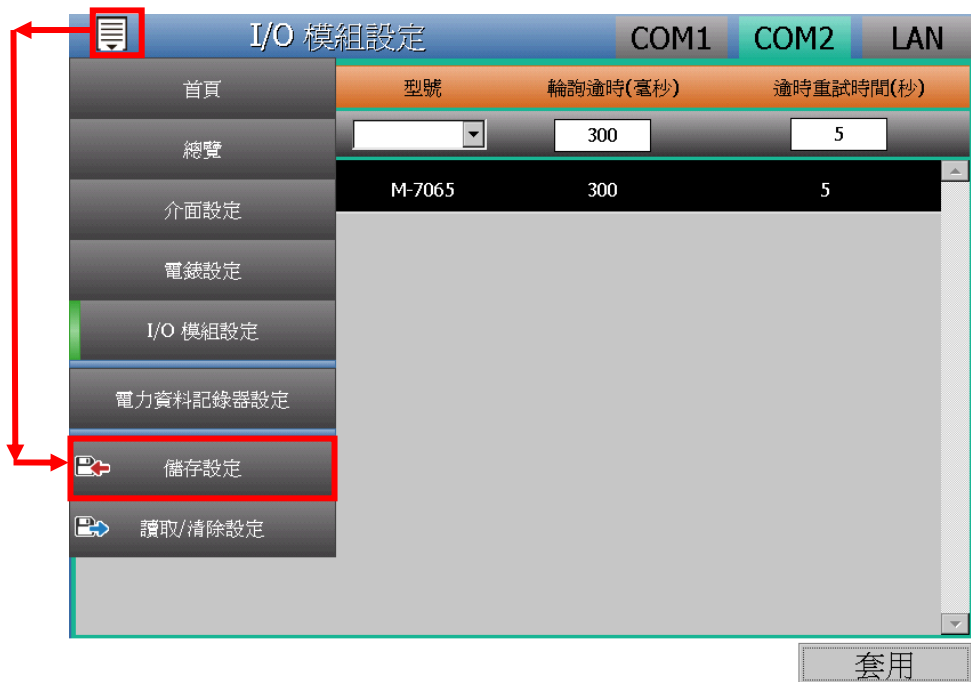 I/O 模組設定 COM1 COM2 LAN
首頁
總覽
介面設定
電錶設定
I/O 模組設定
電力資料記錄器設定
儲存設定
讀取/清除設定
型號 輪詢逾時(毫秒) 逾時重試時間(秒)
300 5
M-7065 300 5
套用